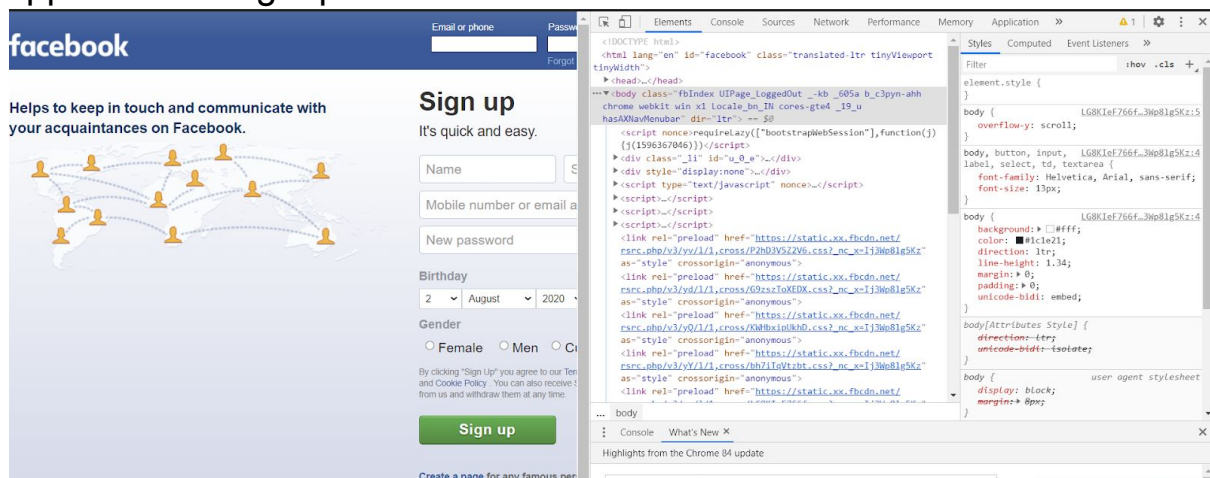 facebook
Email or phone
Forgot
Helps to keep in touch and communicate with
your acquaintances on Facebook.
Sign up
It's quick and easy.
Name
Mobile number or email a
New password
Birthday
2 August 2020
Gender
Female Men
By clicking "Sign Up" you agree to our
and Cookie Policy . You can also receive
from us and withdraw them at any time.
Sign up
Create a page for any famous
Elements Console Sources Network Performance Memory Application » 1
<!DOCTYPE html>
<html lang="en" id="facebook" class="translated-ltr tinyViewport
tinyWidth">
<head>…</head>
<body class="fbIndex UIPage_LoggedOut _-kb _605a b_c3pyn-ahh
chrome webkit win x1 Locale_bn_IN cores-gte4 _19_u
hasAXNavMenubar" dir="ltr"> == $0
<script nonce>requireLazy(["bootstrapWebSession"],function(j)
{j(1596367046)})</script>
<div class="_li" id="u_0_e">…</div>
<div style="display:none">…</div>
<script type="text/javascript" nonce>…</script>
<script>…</script>
<script>…</script>
<link rel="preload" href="https://static.xx.fbcdn.net/
rsrc.php/v3/yv/l/1,cross/P2hD3V5Z2V6.css?_nc_x=Ij3Wp8lg5Kz"
as="style" crossorigin="anonymous">
<link rel="preload" href="https://static.xx.fbcdn.net/
rsrc.php/v3/yd/l/1,cross/G9zszToXEDX.css?_nc_x=Ij3Wp8lg5Kz"
as="style" crossorigin="anonymous">
<link rel="preload" href="https://static.xx.fbcdn.net/
rsrc.php/v3/yQ/l/1,cross/KWHbxipUkhD.css?_nc_x=Ij3Wp8lg5Kz"
as="style" crossorigin="anonymous">
<link rel="preload" href="https://static.xx.fbcdn.net/
rsrc.php/v3/yY/l/1,cross/bh7iTqVtzbt.css?_nc_x=Ij3Wp8lg5Kz"
as="style" crossorigin="anonymous">
<link rel="preload" href="https://static.xx.fbcdn.net/
... body
Styles Computed Event Listeners »
Filter :hov .cls +
element.style {
}
body { LG8KIeF766f…3Wp8lg5Kz:5
overflow-y: scroll;
}
body, button, input, LG8KIeF766f…3Wp8lg5Kz:4
label, select, td, textarea {
font-family: Helvetica, Arial, sans-serif;
font-size: 13px;
}
body { LG8KIeF766f…3Wp8lg5Kz:4
background: #fff;
color: #1c1e21;
direction: ltr;
line-height: 1.34;
margin: 0;
padding: 0;
unicode-bidi: embed;
}
body[Attributes Style] {
direction: ltr;
unicode-bidi: isolate;
}
body { user agent stylesheet
display: block;
margin: 8px;
}
Console What's New ×
Highlights from the Chrome 84 update